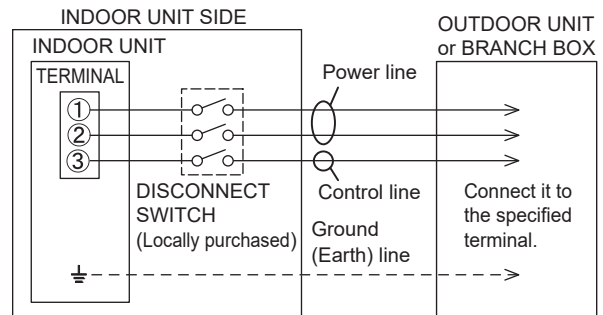 INDOOR UNIT SIDE
OUTDOOR UNIT
or BRANCH BOX
INDOOR UNIT
TERMINAL
Power line
①
②
③
DISCONNECT
SWITCH
(Locally purchased)
Control line
Ground
(Earth) line
Connect it to
the specified
terminal.